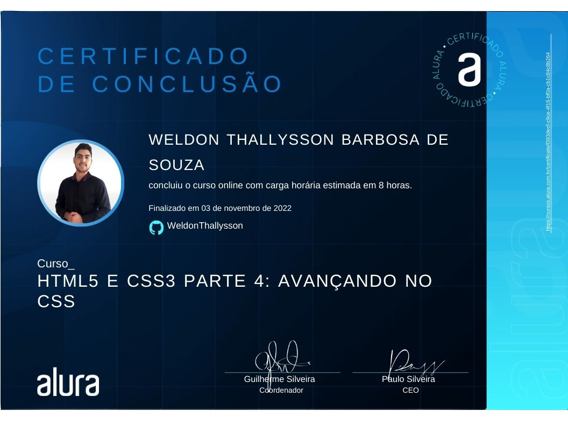 CERTIFICADO
DE CONCLUSÃO
CERTIFICADO ALURA • CERTIFICADO ALURA •
a
WELDON THALLYSSON BARBOSA DE
SOUZA
concluiu o curso online com carga horária estimada em 8 horas.
Finalizado em 03 de novembro de 2022
WeldonThallysson
Curso_
HTML5 E CSS3 PARTE 4: AVANÇANDO NO
CSS
Guilherme Silveira
Coordenador
Paulo Silveira
CEO
alura
alura